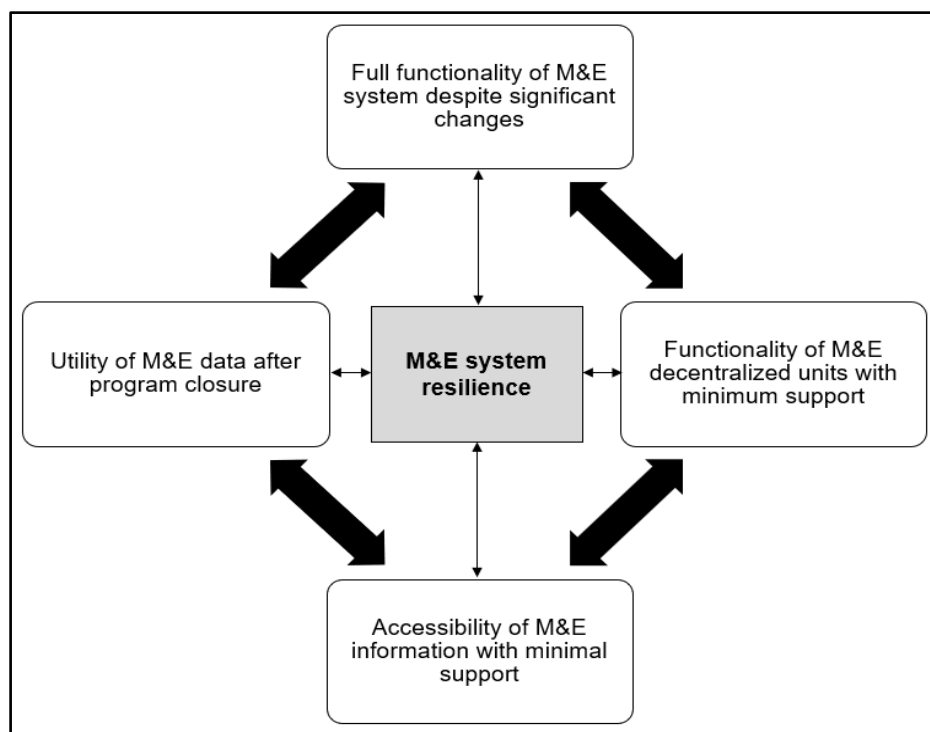 Full functionality of M&E
system despite significant
changes
Utility of M&E data after
program closure
M&E system
resilience
Functionality of M&E
decentralized units with
minimum support
Accessibility of M&E
information with minimal
support